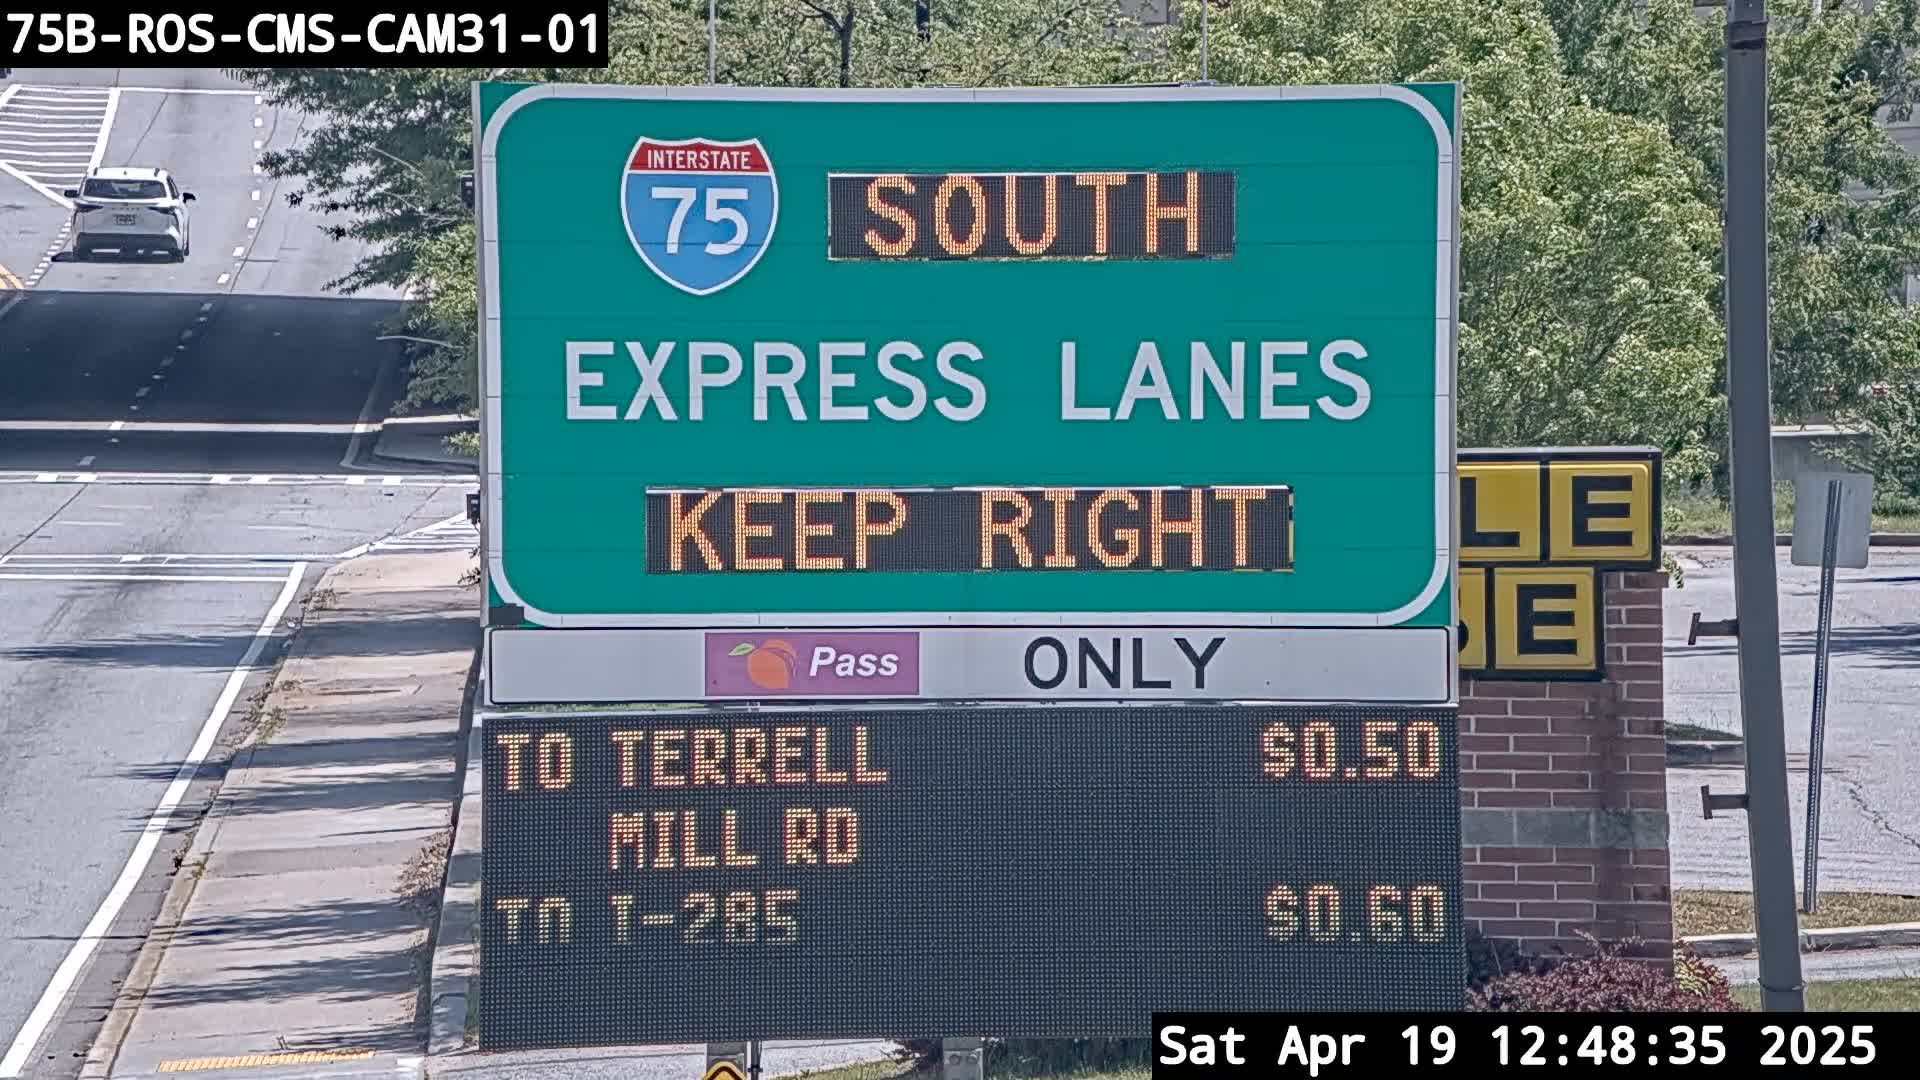 75B-ROS-CMS-CAM31-01
INTERSTATE
75
SOUTH
EXPRESS LANES
KEEP RIGHT
Pass ONLY
TO TERRELL $0.50
MILL RD
TO I-285 $0.60
LE
E
Sat Apr 19 12:48:35 2025